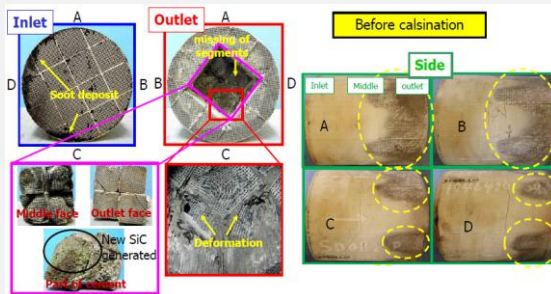 Inlet
A
D
B
Soot deposit
C
Outlet
A
missing of
segments
B
D
C
Deformation
Middle face
Outlet face
New SiC
generated
Part of cement
Before calsination
Side
Inlet
Middle
outlet
A
B
C
D